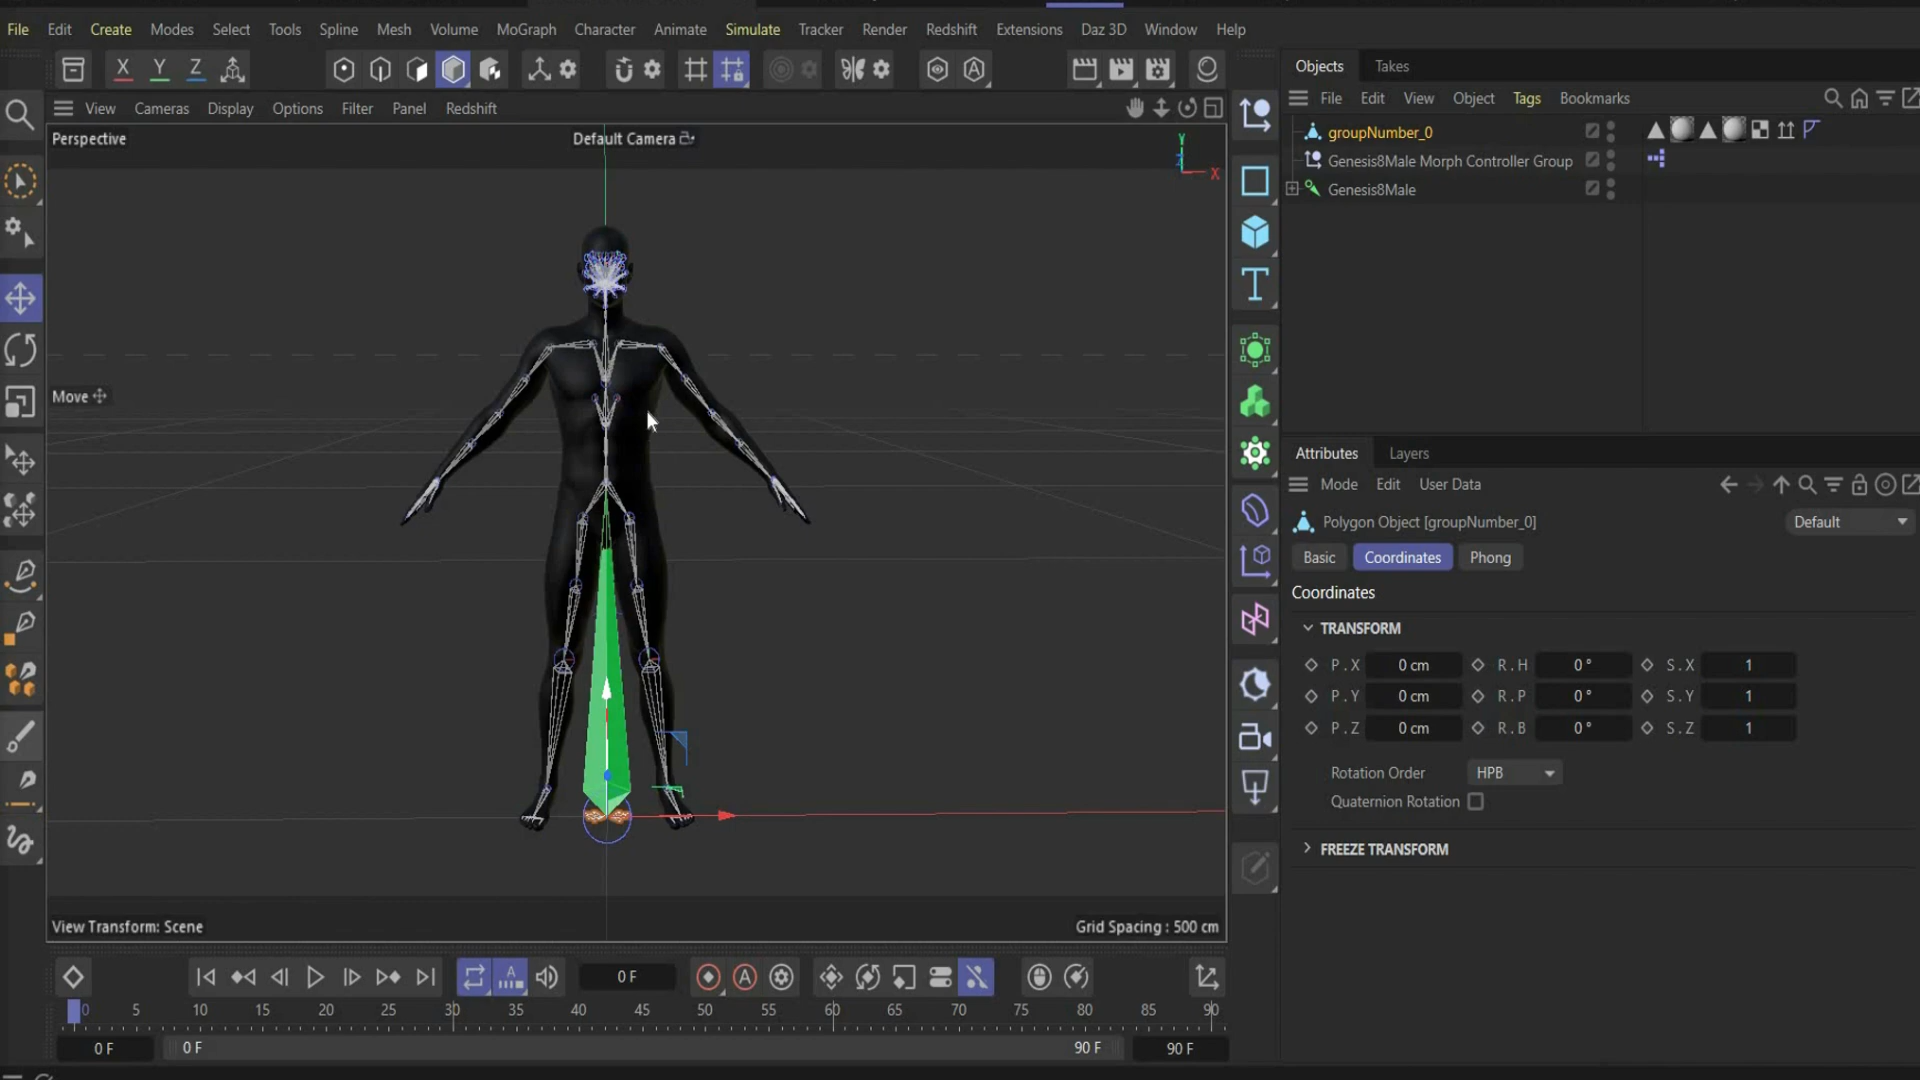 File Edit Create Modes Select Tools Spline Mesh Volume MoGraph Character Animate Simulate Tracker Render Redshift Extensions Daz 3D Window Help
X Y Z
View Cameras Display Options Filter Panel Redshift
Perspective
Default Camera
Y
Z
X
Move
View Transform: Scene
Grid Spacing : 500 cm
Objects Takes
File Edit View Object Tags Bookmarks
groupNumber_0
Genesis8Male Morph Controller Group
Genesis8Male
Attributes Layers
Mode Edit User Data
Polygon Object [groupNumber_0]
Default
Basic Coordinates Phong
Coordinates
TRANSFORM
P . X 0 cm R . H 0 ° S . X 1
P . Y 0 cm R . P 0 ° S . Y 1
P . Z 0 cm R . B 0 ° S . Z 1
Rotation Order HPB
Quaternion Rotation
FREEZE TRANSFORM
A 0 F A
0 5 10 15 20 25 30 35 40 45 50 55 60 65 70 75 80 85 90
0 F 0 F 90 F 90 F